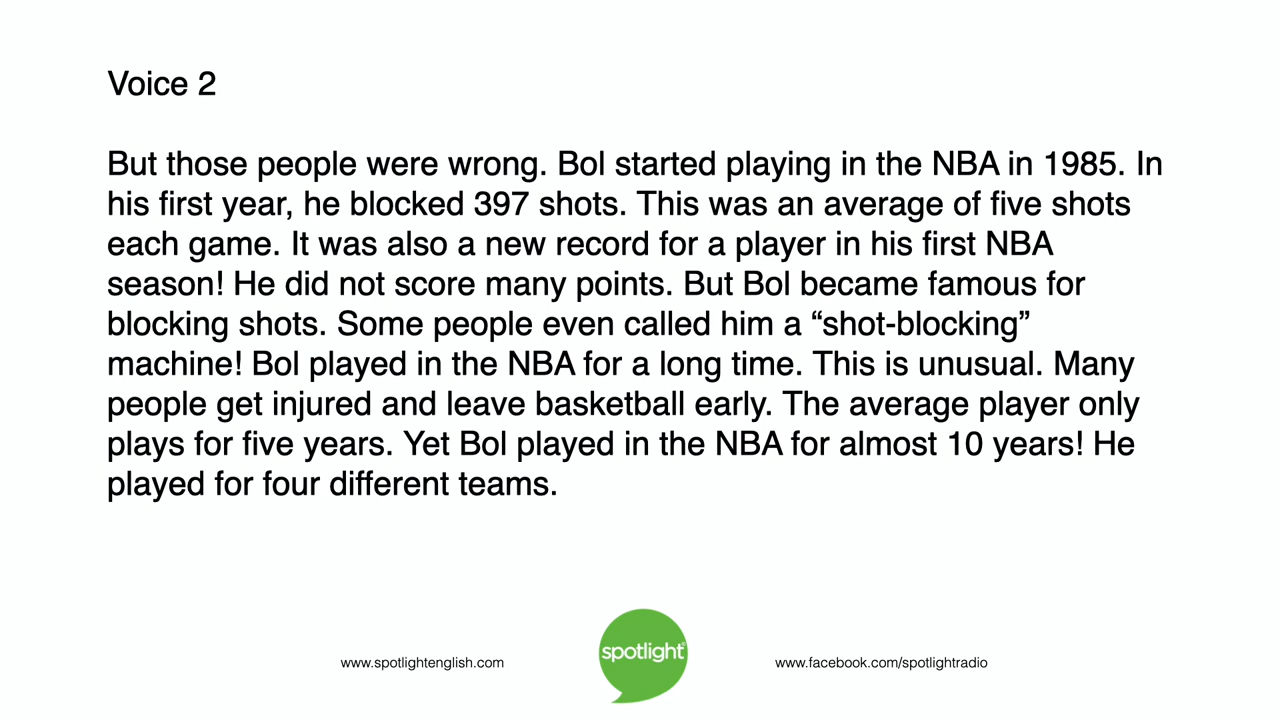 Voice 2
But those people were wrong. Bol started playing in the NBA in 1985. In
his first year, he blocked 397 shots. This was an average of five shots
each game. It was also a new record for a player in his first NBA
season! He did not score many points. But Bol became famous for
blocking shots. Some people even called him a “shot-blocking”
machine! Bol played in the NBA for a long time. This is unusual. Many
people get injured and leave basketball early. The average player only
plays for five years. Yet Bol played in the NBA for almost 10 years! He
played for four different teams.
www.spotlightenglish.com
spotlight®
www.facebook.com/spotlightradio